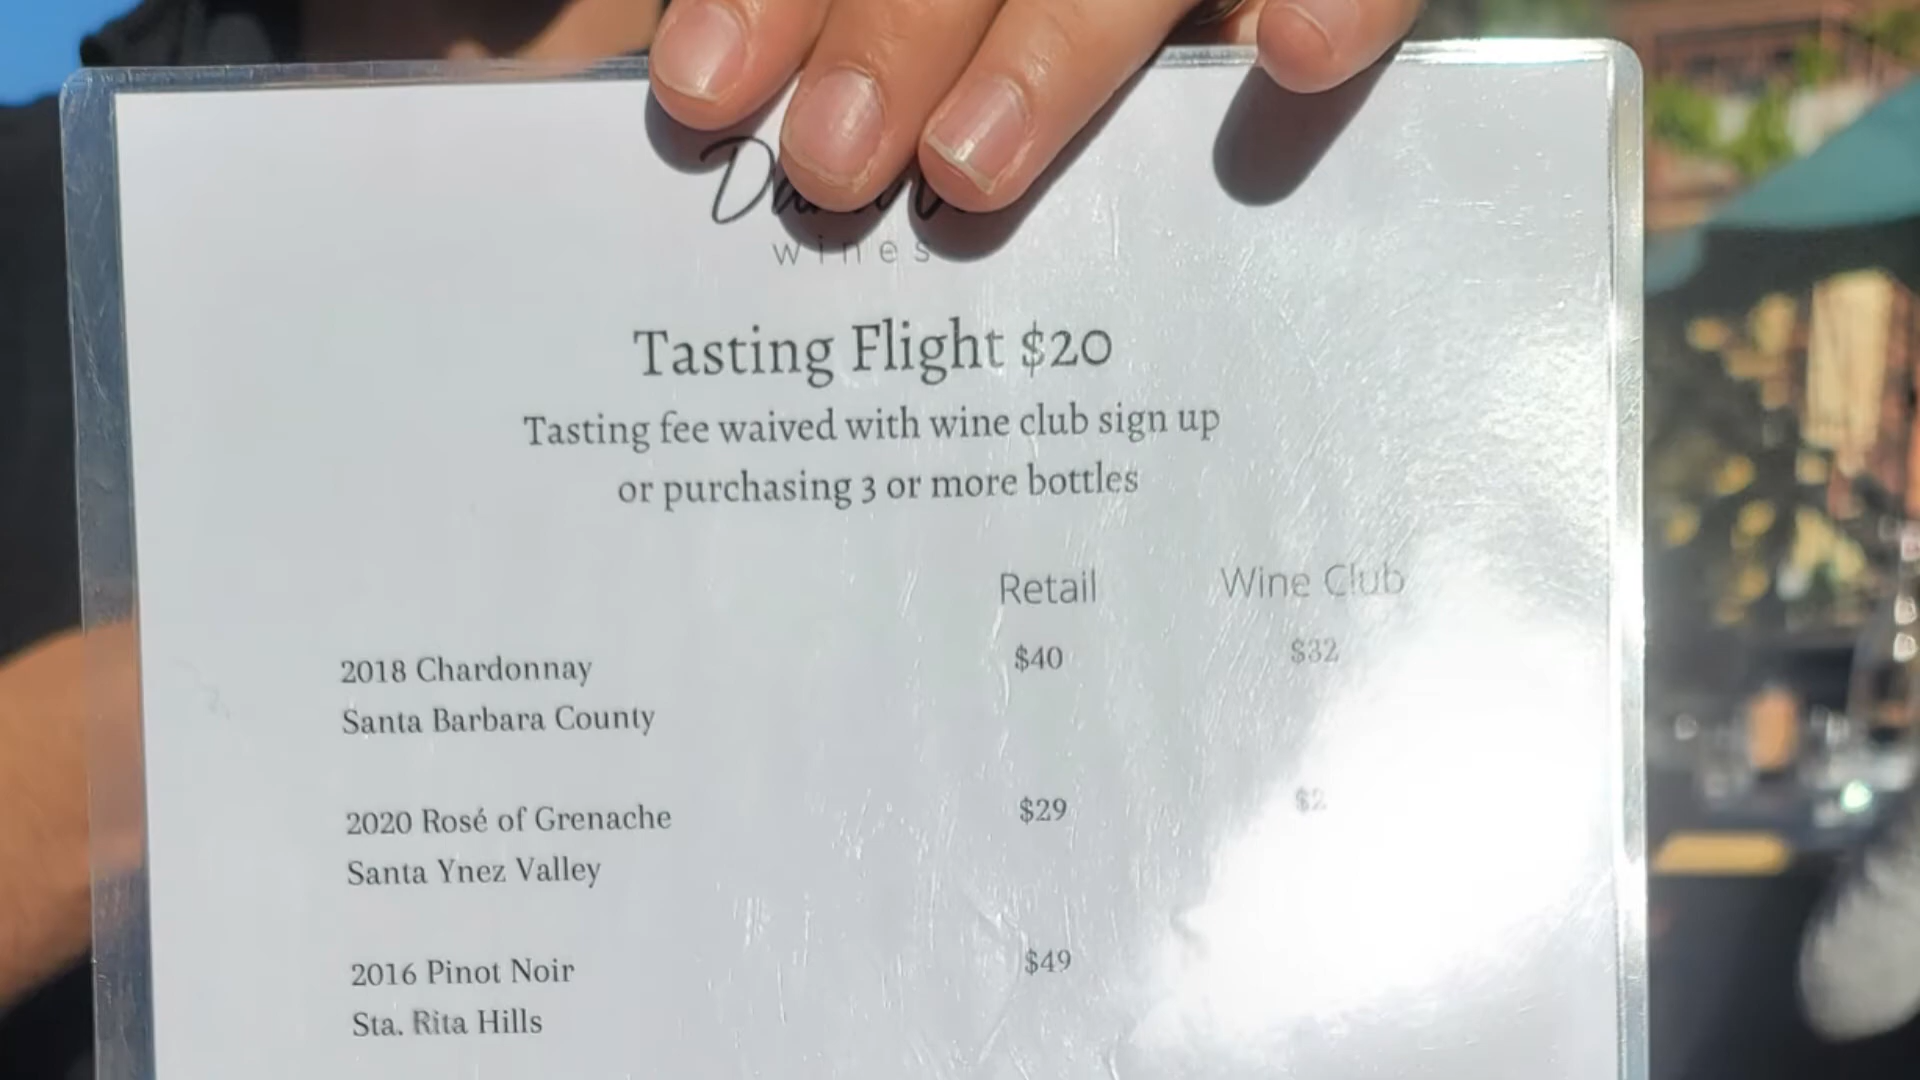 wines
Tasting Flight $20
Tasting fee waived with wine club sign up
or purchasing 3 or more bottles
Retail Wine Club
2018 Chardonnay $40 $32
Santa Barbara County
2020 Rosé of Grenache $29
Santa Ynez Valley
2016 Pinot Noir $49
Sta. Rita Hills